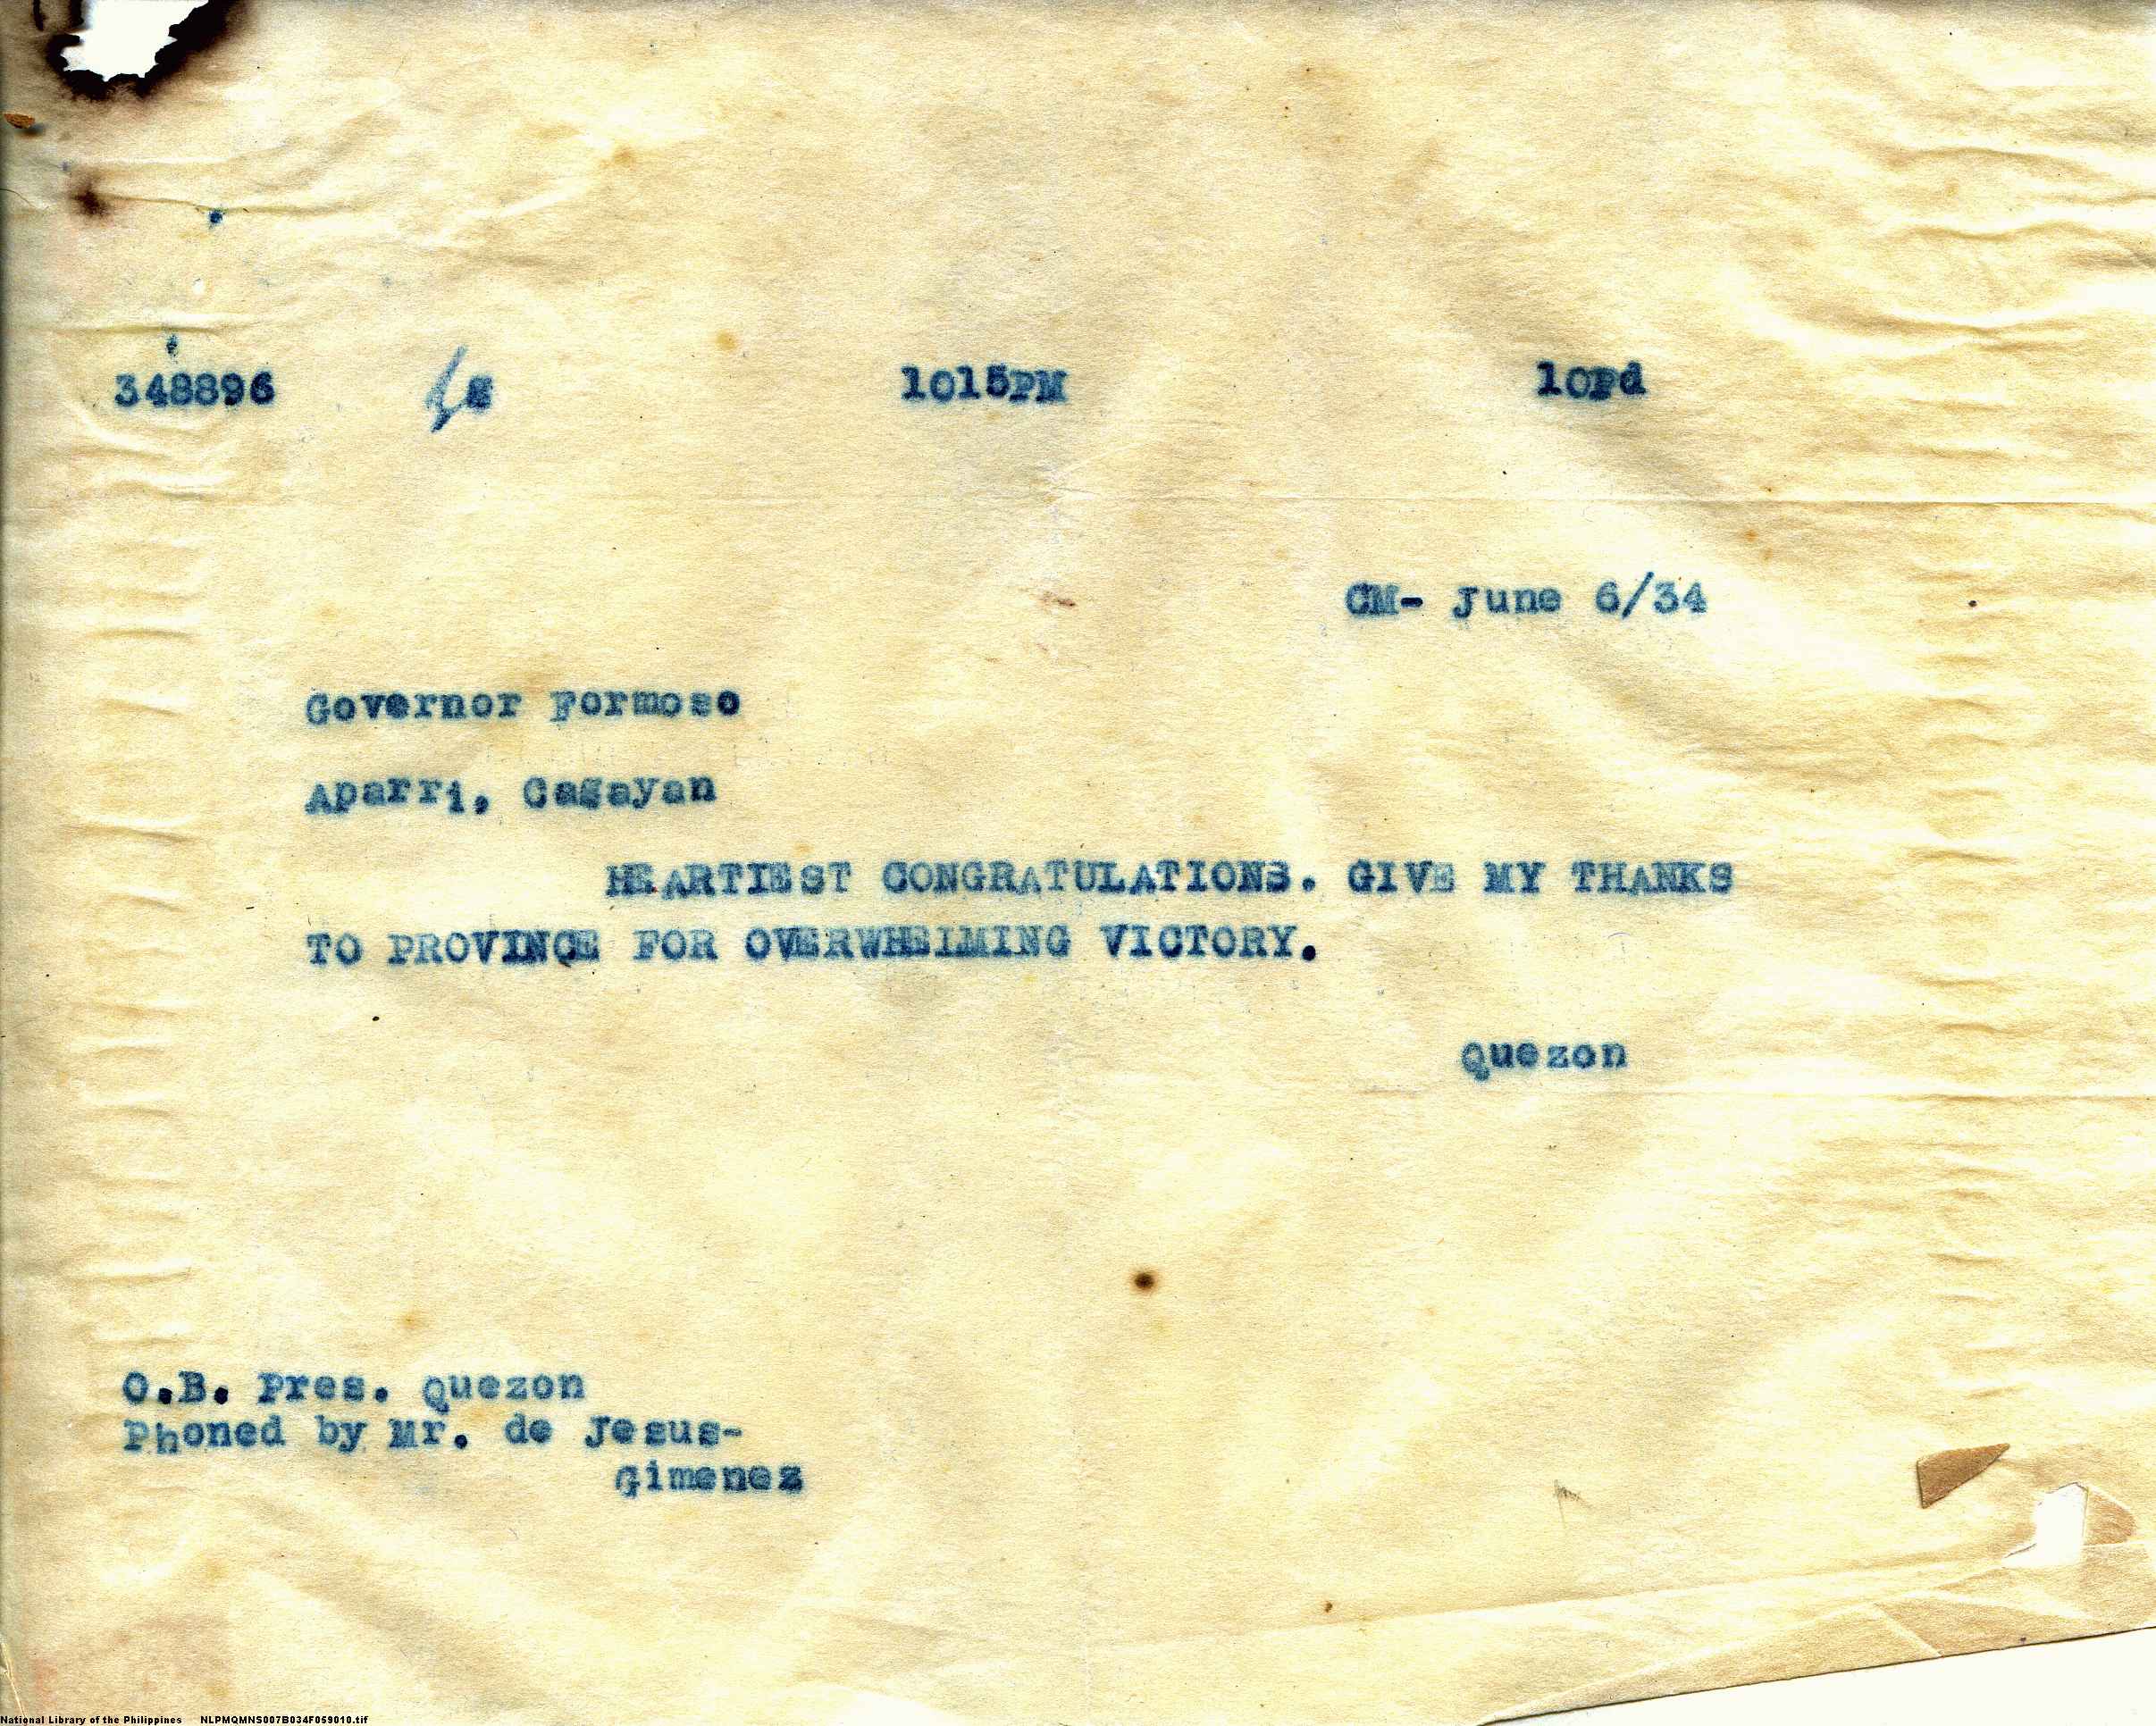 348896 1015PM 10Pd
CM- June 6/34
Governor Formoso
Aparri, Cagayan
HEARTIEST CONGRATULATIONS. GIVE MY THANKS
TO PROVINCE FOR OVERWHELMING VICTORY.
Quezon
O.B. Pres. Quezon
Phoned by Mr. de Jesus-
Gimenez
National Library of the Philippines NLPMQMNS007B034F059010.tif